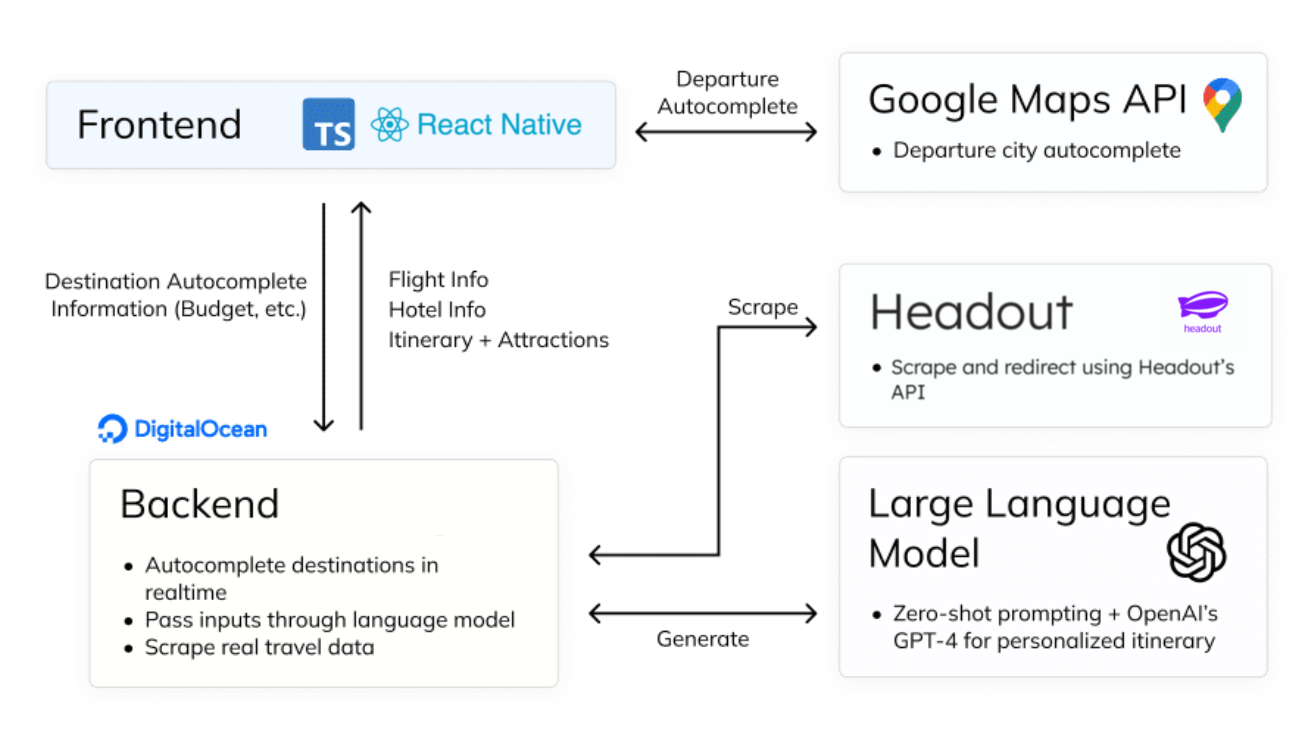 Frontend
TS
React Native
Departure
Autocomplete
Google Maps API
• Departure city autocomplete
Destination Autocomplete
Information (Budget, etc.)
Flight Info
Hotel Info
Itinerary + Attractions
Scrape
Headout
headout
• Scrape and redirect using Headout's
API
DigitalOcean
Backend
• Autocomplete destinations in
realtime
• Pass inputs through language model
• Scrape real travel data
Generate
Large Language
Model
• Zero-shot prompting + OpenAI's
GPT-4 for personalized itinerary